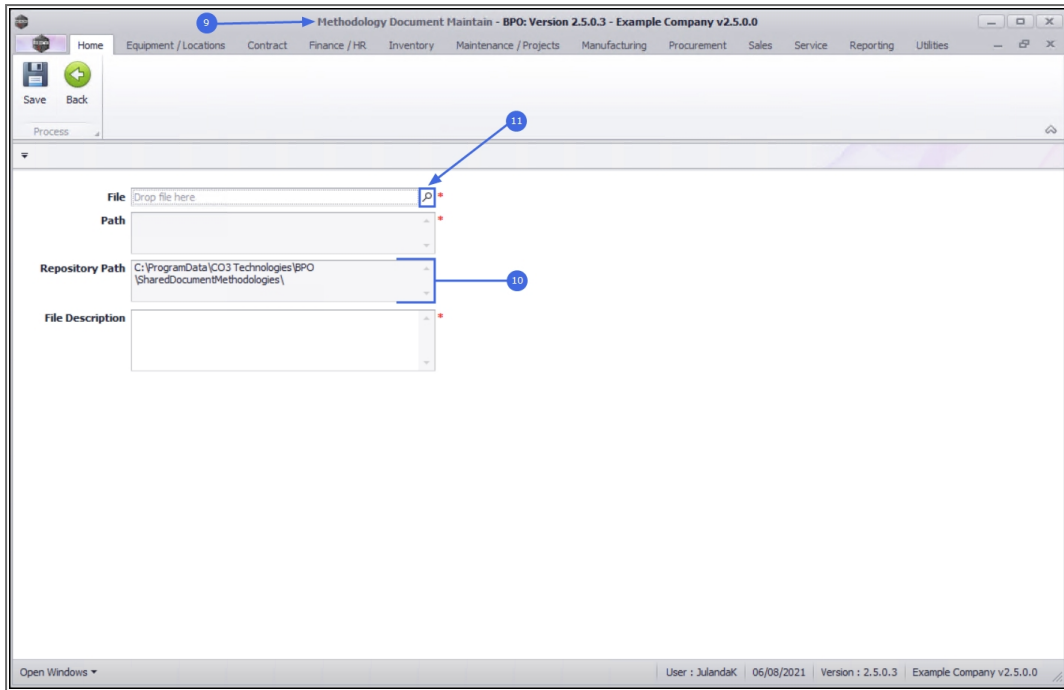 9
Methodology Document Maintain - BPO: Version 2.5.0.3 - Example Company v2.5.0.0
Home Equipment / Locations Contract Finance / HR Inventory Maintenance / Projects Manufacturing Procurement Sales Service Reporting Utilities
Save Back
Process
11
File Drop file here *
Path *
Repository Path C:\ProgramData\CO3 Technologies\BPO
\SharedDocumentMethodologies\
10
File Description *
Open Windows User : JulandaK 06/08/2021 Version : 2.5.0.3 Example Company v2.5.0.0